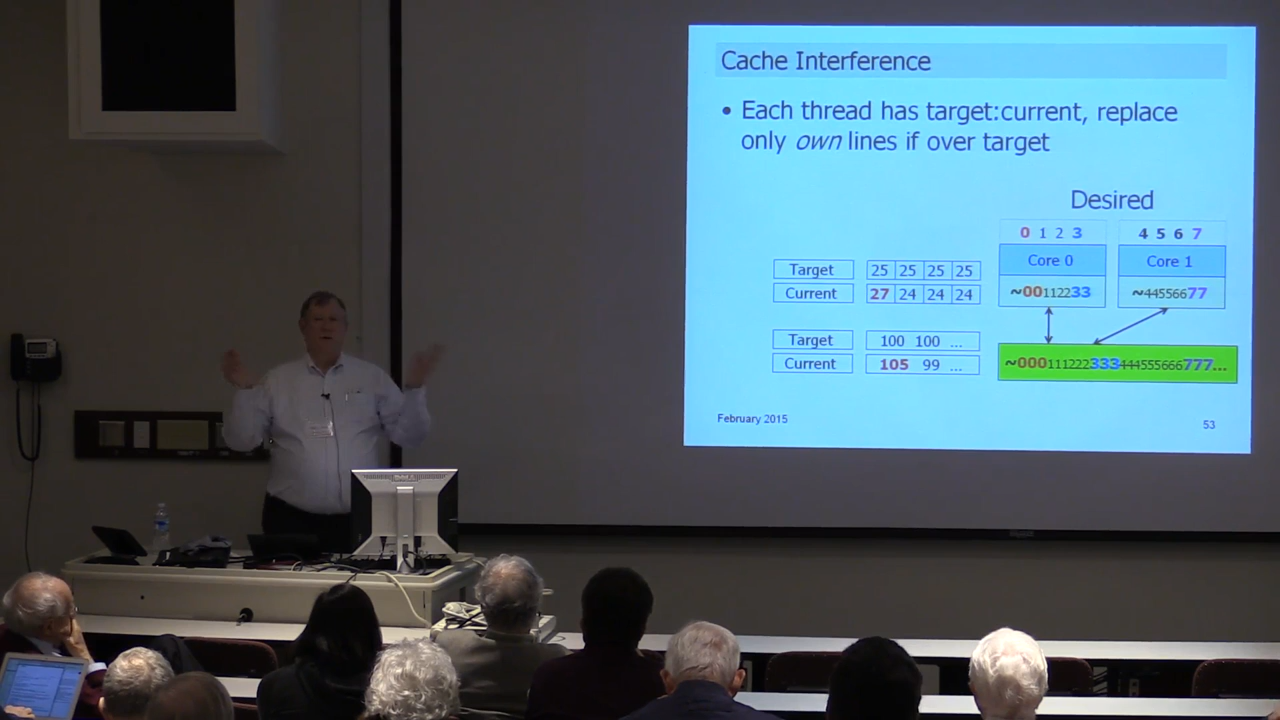 Cache Interference
• Each thread has target:current, replace
only own lines if over target
Desired
0 1 2 3
4 5 6 7
Core 0
Core 1
~00112233
~44556677
Target 25 25 25 25
Current 27 24 24 24
Target 100 100 ...
Current 105 99 ...
~000111222333444555666777...
February 2015
53